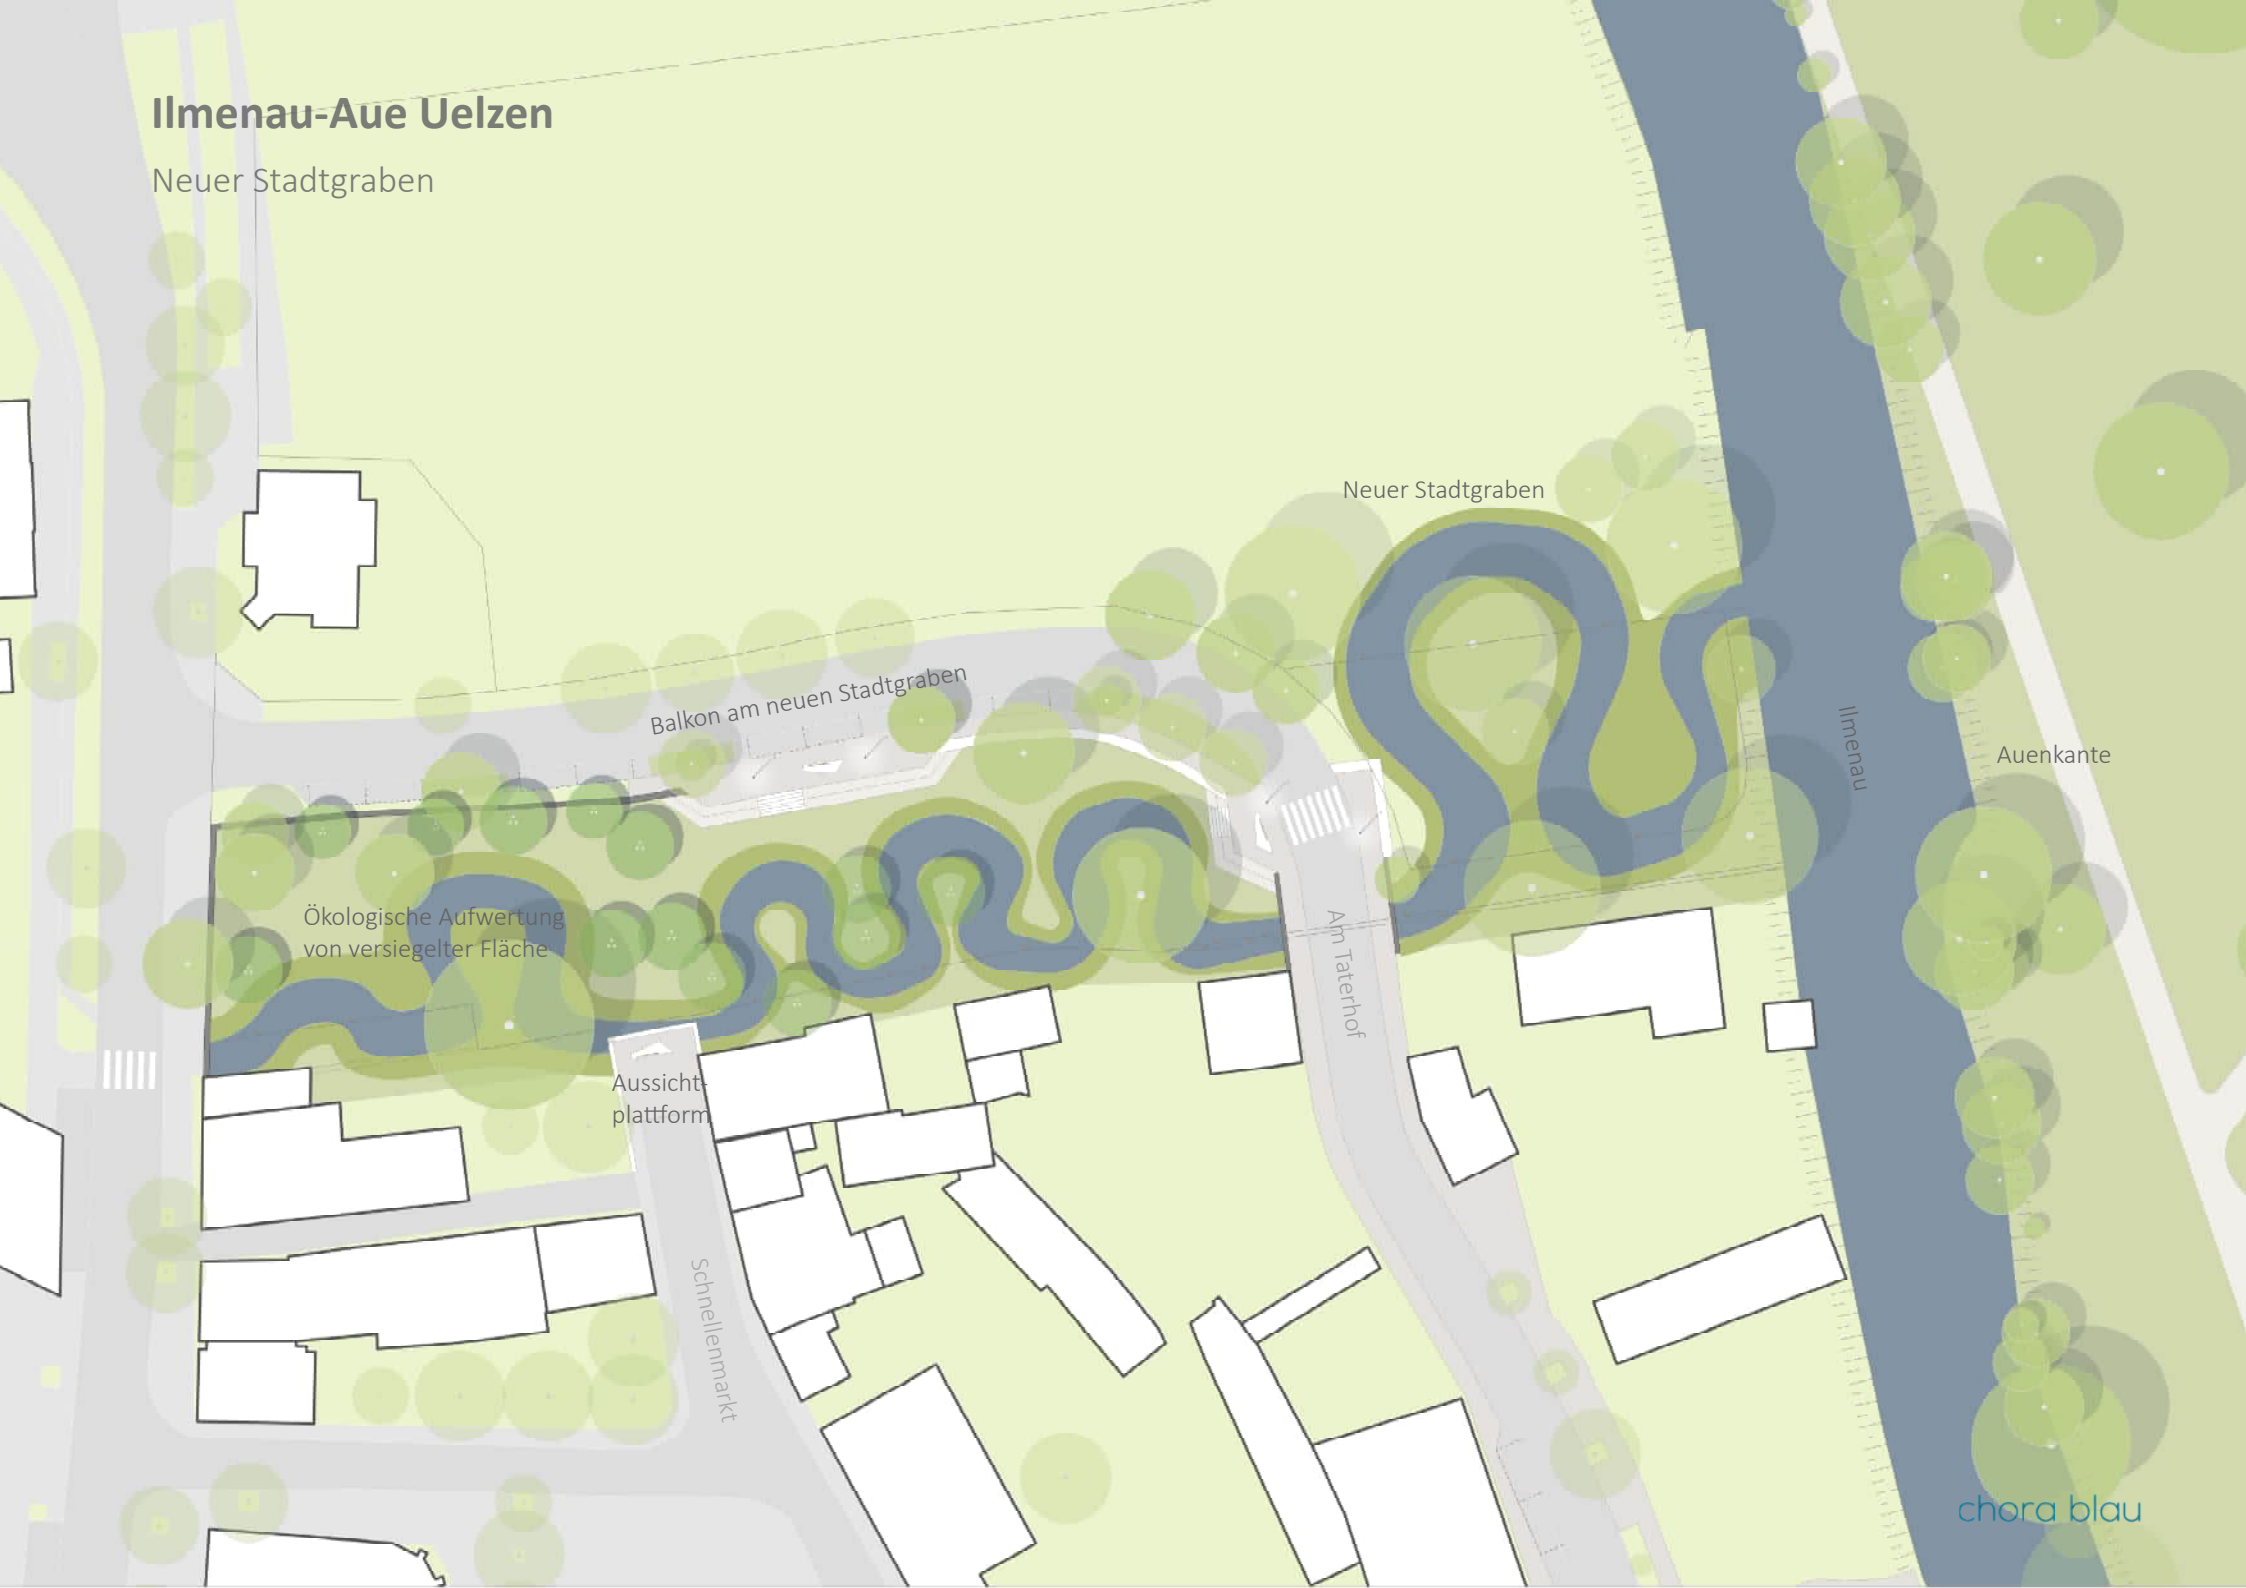 Ilmenau-Aue Uelzen
Neuer Stadtgraben
Neuer Stadtgraben
Balkon am neuen Stadtgraben
Ilmenau
Auenkante
Ökologische Aufwertung
von versiegelter Fläche
Am Taterhof
Aussicht-
plattform
Schnellenmarkt
chora blau